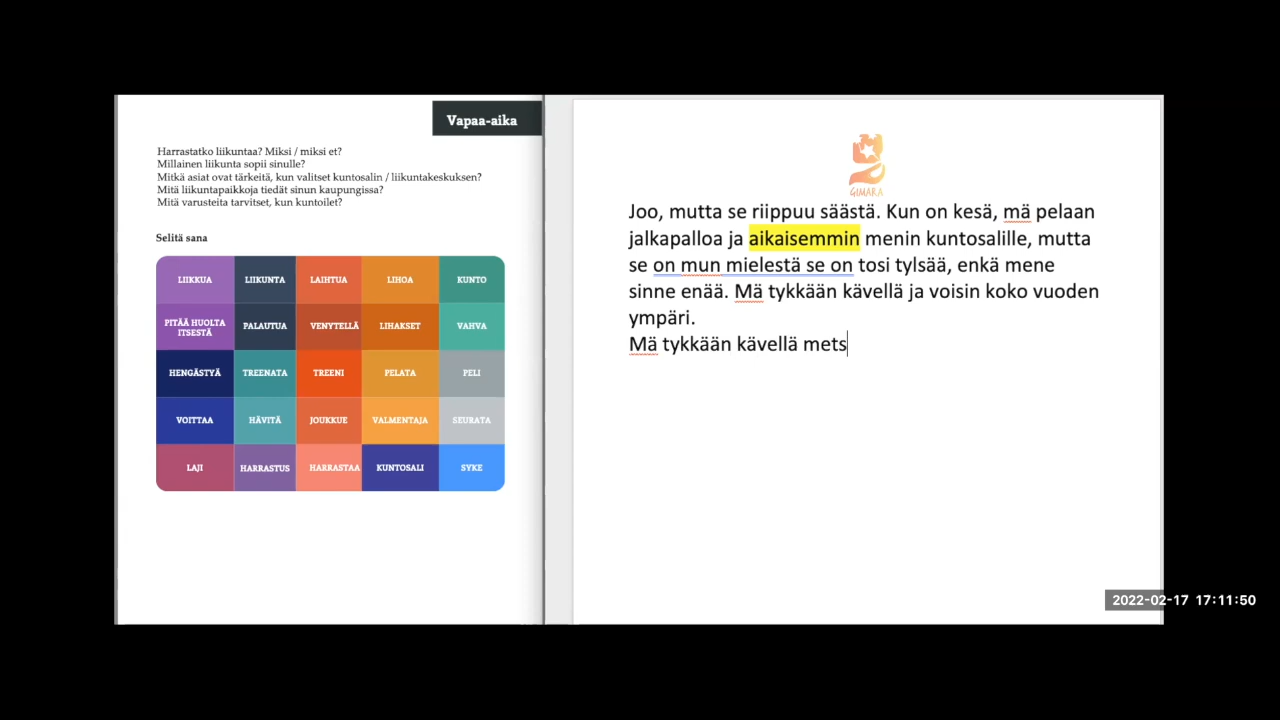 Vapaa-aika
Harrastatko liikuntaa? Miksi / miksi et?
Millainen liikunta sopii sinulle?
Mitkä asiat ovat tärkeitä, kun valitset kuntosalin / liikuntakeskuksen?
Mitä liikuntapaikkoja tiedät sinun kaupungissa?
Mitä varusteita tarvitset, kun kuntoilet?
Selitä sana
LIIKKUA LIIKUNTA LAIHTUA LIHOA KUNTO
PITÄÄ HUOLTA
ITSESTÄ PALAUTUA VENYTELLÄ LIHAKSET VAHVA
HENGÄSTYÄ TREENATA TREENI PELATA PELI
VOITTAA HÄVITÄ JOUKKUE VALMENTAJA SEURATA
LAJI HARRASTUS HARRASTAA KUNTOSALI SYKE
GIMARA
Joo, mutta se riippuu säästä. Kun on kesä, mä pelaan
jalkapalloa ja aikaisemmin menin kuntosalille, mutta
se on mun mielestä se on tosi tylsää, enkä mene
sinne enää. Mä tykkään kävellä ja voisin koko vuoden
ympäri.
Mä tykkään kävellä mets
2022-02-17 17:11:50